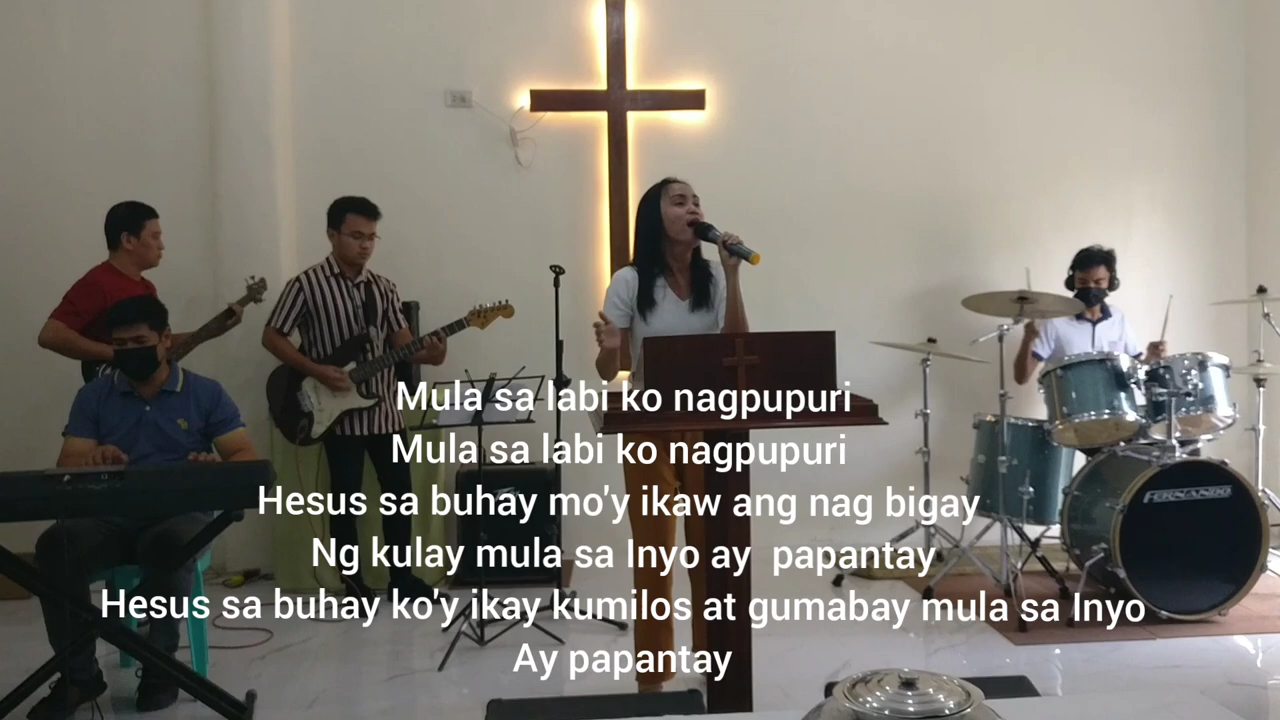 Mula sa labi ko nagpupuri
Mula sa labi ko nagpupuri
Hesus sa buhay mo'y ikaw ang nag bigay
Ng kulay mula sa Inyo ay papantay
Hesus sa buhay ko'y ikay kumilos at gumabay mula sa Inyo
Ay papantay
FERNANDO